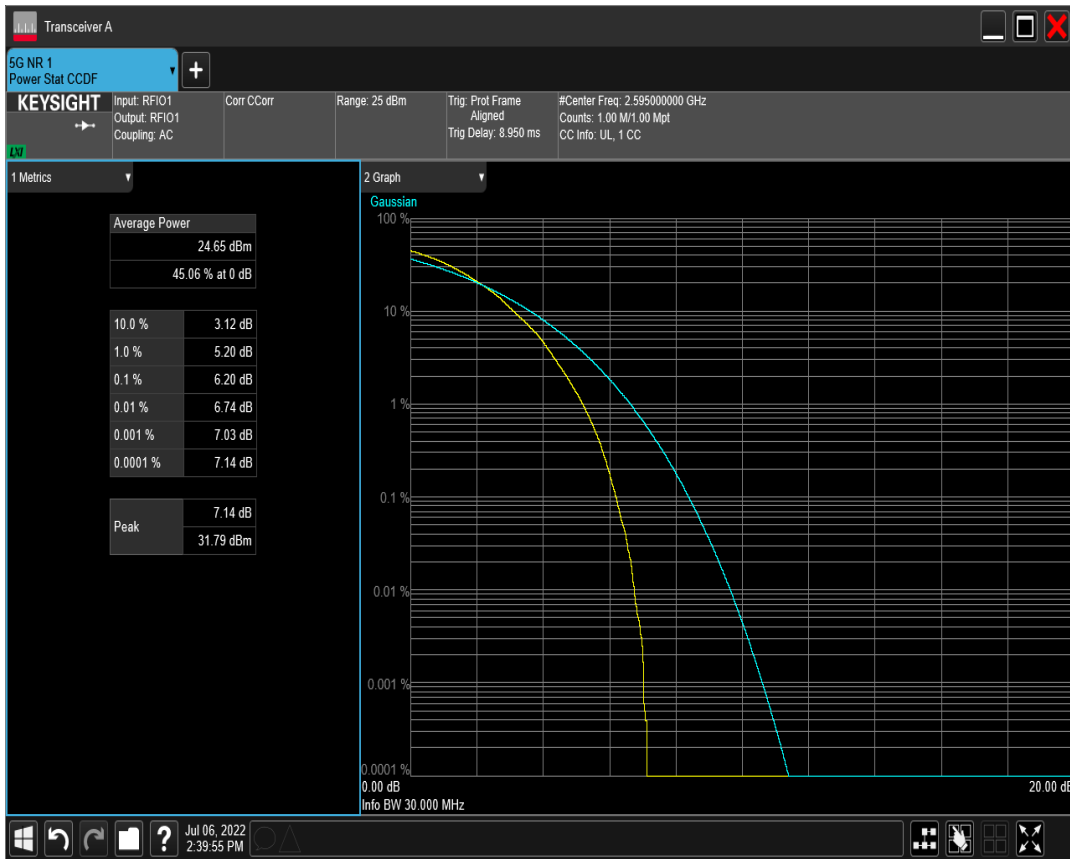 Transceiver A
5G NR 1
Power Stat CCDF
+
KEYSIGHT
LXI
Input: RFIO1
Output: RFIO1
Coupling: AC
Corr CCorr
Range: 25 dBm
Trig: Prot Frame
Aligned
Trig Delay: 8.950 ms
#Center Freq: 2.595000000 GHz
Counts: 1.00 M/1.00 Mpt
CC Info: UL, 1 CC
1 Metrics
Average Power
24.65 dBm
45.06 % at 0 dB
10.0 % 3.12 dB
1.0 % 5.20 dB
0.1 % 6.20 dB
0.01 % 6.74 dB
0.001 % 7.03 dB
0.0001 % 7.14 dB
Peak
7.14 dB
31.79 dBm
2 Graph
Gaussian
100 %
10 %
1 %
0.1 %
0.01 %
0.001 %
0.0001 %
0.00 dB 20.00 dB
Info BW 30.000 MHz
?
Jul 06, 2022
2:39:55 PM